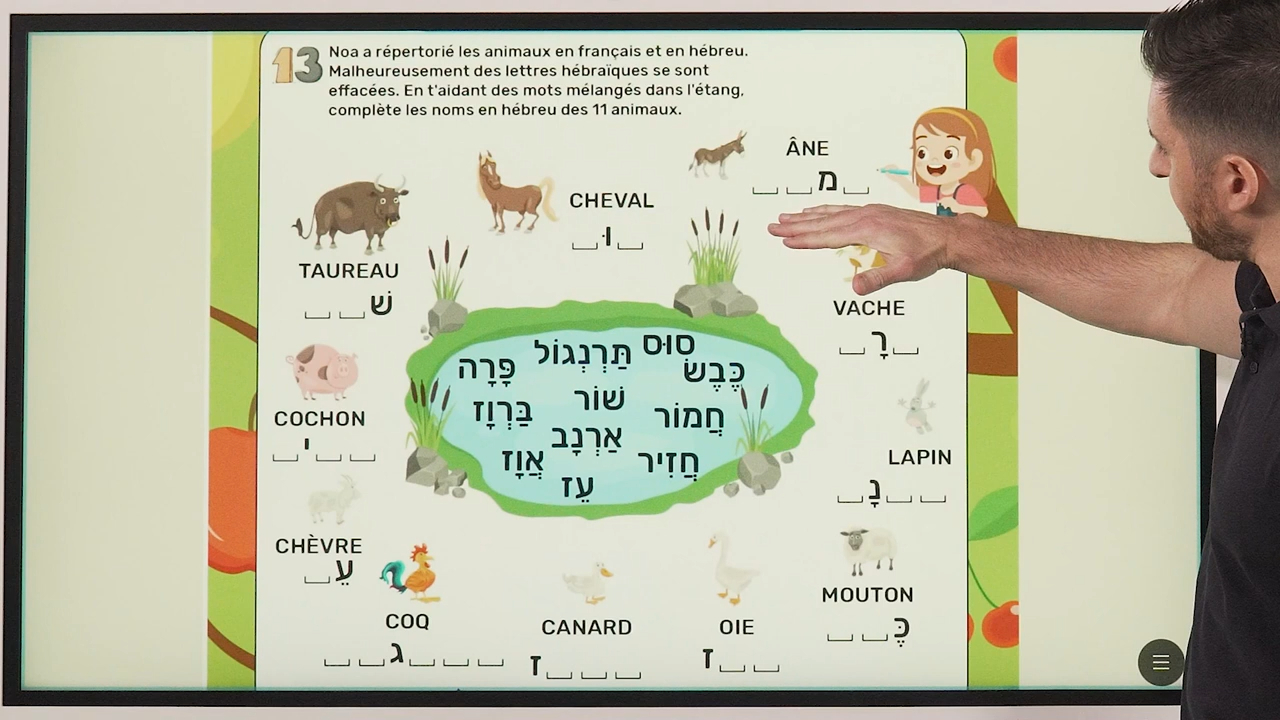 13
Noa a répertorié les animaux en français et en hébreu.
Malheureusement des lettres hébraïques se sont
effacées. En t'aidant des mots mélangés dans l'étang,
complète les noms en hébreu des 11 animaux.
ÂNE
_ מ _ _
CHEVAL
_ וּ _
TAUREAU
שׁ _ _
VACHE
_ רָ _
COCHON
_ _ י _
LAPIN
_ _ נָ _
CHÈVRE
עֵ _
MOUTON
כֶּ _ _
COQ
_ _ _ ג _ _
CANARD
_ _ _ ז
OIE
_ _ ז
סוּס
תַּרְנְגוֹל
פָּרָה
כֶּבֶשׂ
שׁוֹר
בַּרְוָז
חֲמוֹר
אַרְנָב
אֲוָז
חֲזִיר
עֵז